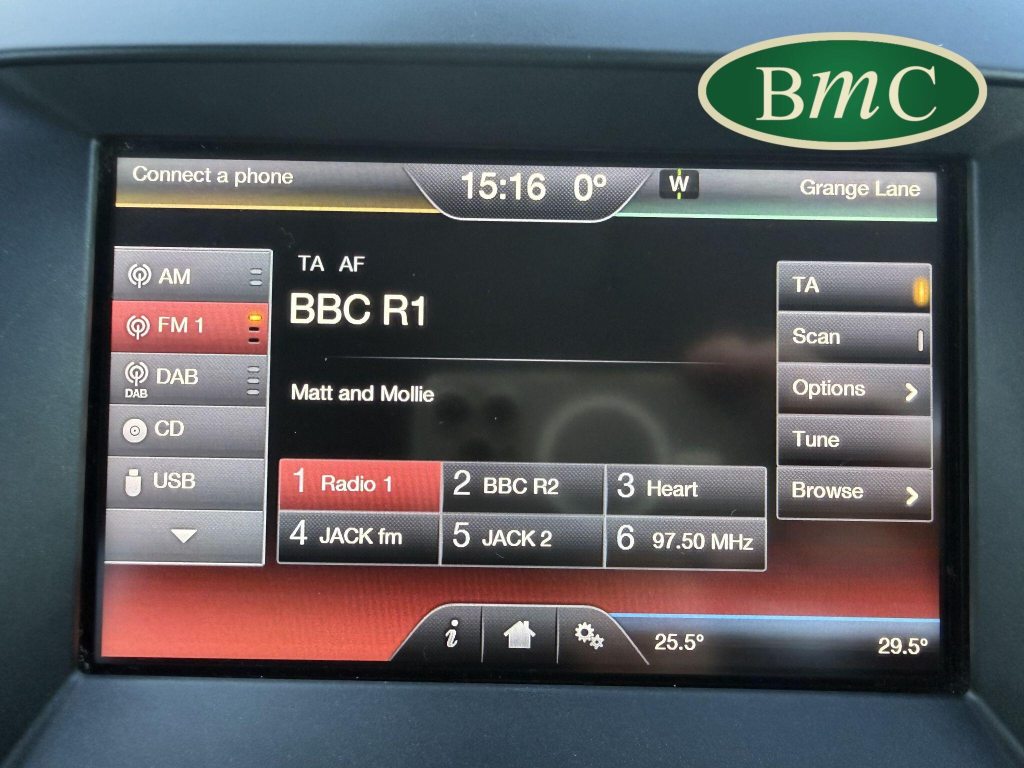 BmC
Connect a phone
15:16 0°
W
Grange Lane
AM
FM 1
DAB
DAB
CD
USB
TA AF
BBC R1
Matt and Mollie
1 Radio 1
2 BBC R2
3 Heart
4 JACK fm
5 JACK 2
6 97.50 MHz
TA
Scan
Options
Tune
Browse
i
25.5°
29.5°